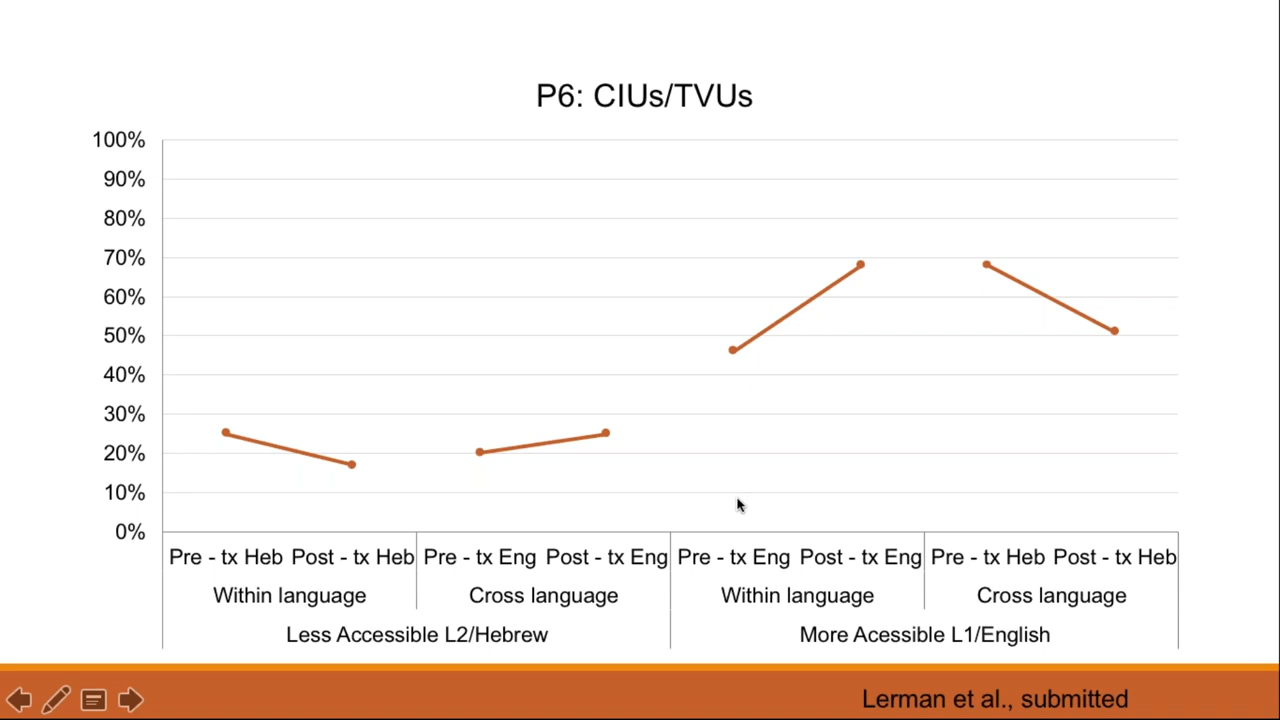 P6: CIUs/TVUs
100%
90%
80%
70%
60%
50%
40%
30%
20%
10%
0%
Pre - tx Heb Post - tx Heb Pre - tx Eng Post - tx Eng Pre - tx Eng Post - tx Eng Pre - tx Heb Post - tx Heb
Within language Cross language Within language Cross language
Less Accessible L2/Hebrew More Acessible L1/English
Lerman et al., submitted